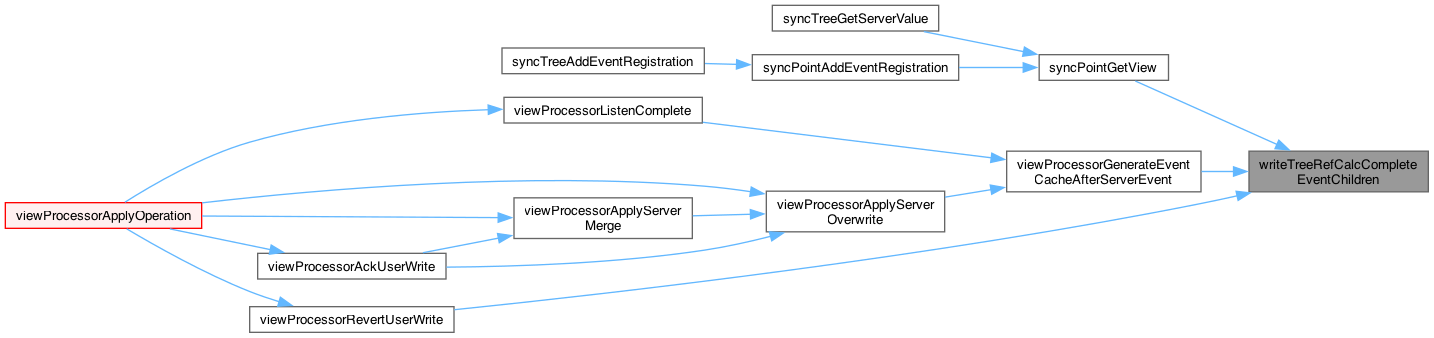 syncTreeGetServerValue
syncTreeAddEventRegistration
syncPointAddEventRegistration
syncPointGetView
viewProcessorListenComplete
viewProcessorGenerateEvent
CacheAfterServerEvent
writeTreeRefCalcComplete
EventChildren
viewProcessorApplyOperation
viewProcessorApplyServer
Merge
viewProcessorApplyServer
Overwrite
viewProcessorAckUserWrite
viewProcessorRevertUserWrite